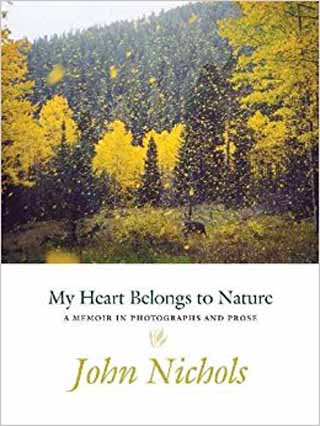 My Heart Belongs to Nature
A MEMOIR IN PHOTOGRAPHS AND PROSE
John Nichols